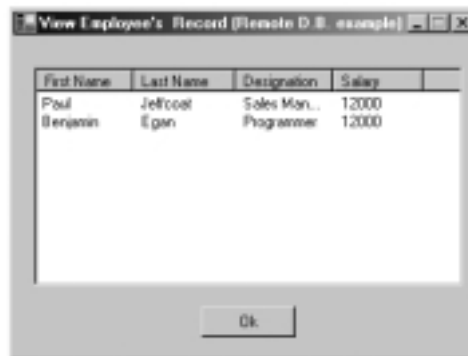 View Employee's Record (Remote D.B. example)
First Name Last Name Designation Salary
Paul Jeffcoat Sales Man... 12000
Benjamin Egan Programmer 12000
Ok